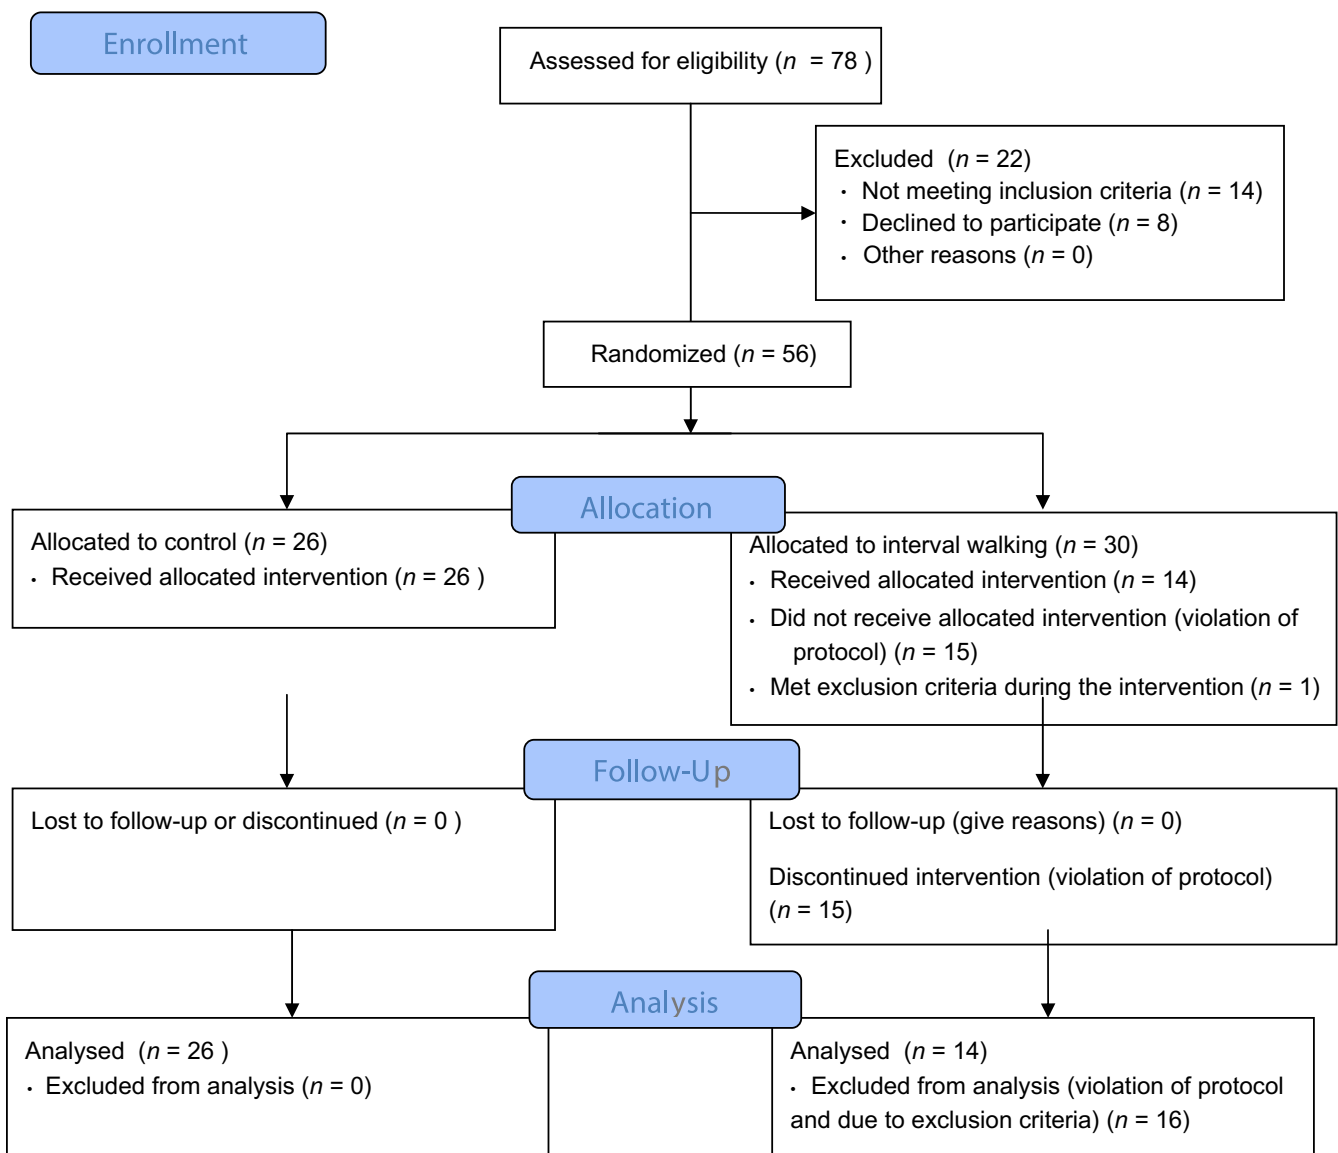 Enrollment
Assessed for eligibility (n = 78 )
Excluded (n = 22)
· Not meeting inclusion criteria (n = 14)
· Declined to participate (n = 8)
· Other reasons (n = 0)
Randomized (n = 56)
Allocation
Allocated to control (n = 26)
· Received allocated intervention (n = 26 )
Allocated to interval walking (n = 30)
· Received allocated intervention (n = 14)
· Did not receive allocated intervention (violation of
protocol) (n = 15)
· Met exclusion criteria during the intervention (n = 1)
Follow-Up
Lost to follow-up or discontinued (n = 0 )
Lost to follow-up (give reasons) (n = 0)
Discontinued intervention (violation of protocol)
(n = 15)
Analysis
Analysed (n = 26 )
· Excluded from analysis (n = 0)
Analysed (n = 14)
· Excluded from analysis (violation of protocol
and due to exclusion criteria) (n = 16)